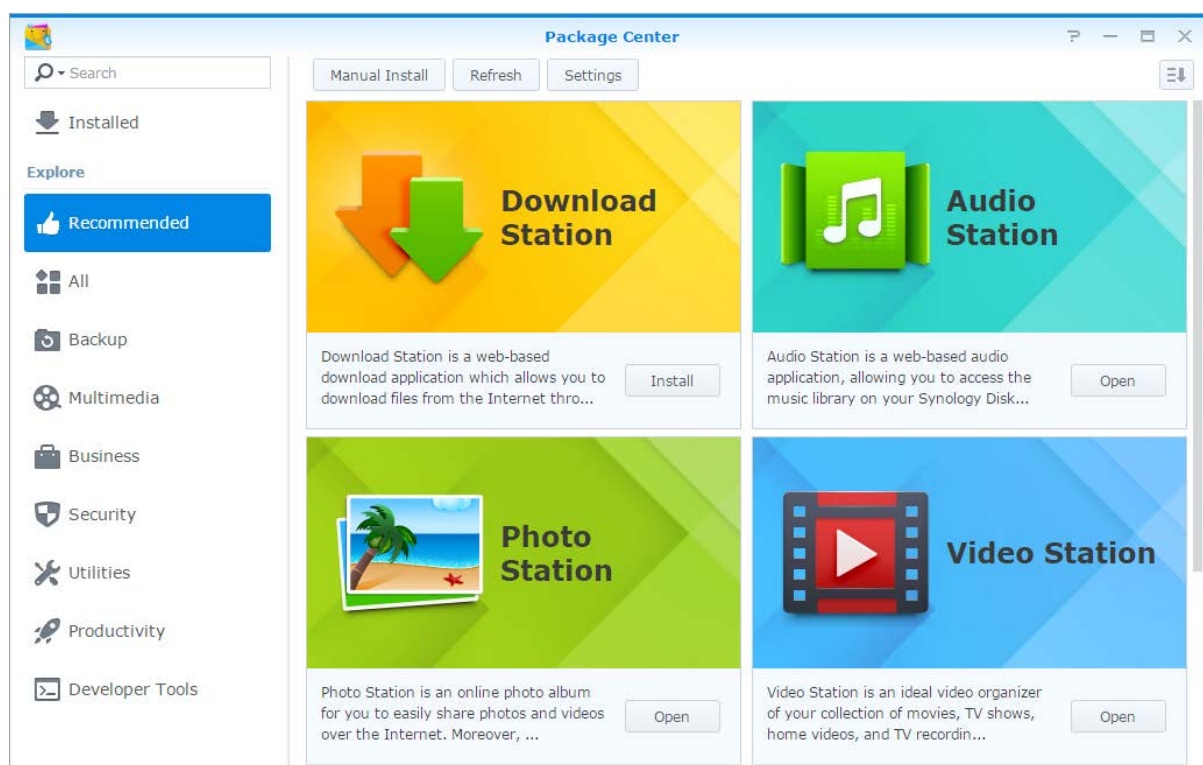 Package Center
Search
Manual Install
Refresh
Settings
Installed
Explore
Recommended
All
Backup
Multimedia
Business
Security
Utilities
Productivity
Developer Tools
Download
Station
Download Station is a web-based
download application which allows you to
download files from the Internet thro...
Install
Audio
Station
Audio Station is a web-based audio
application, allowing you to access the
music library on your Synology Disk...
Open
Photo
Station
Photo Station is an online photo album
for you to easily share photos and videos
over the Internet. Moreover, ...
Open
Video Station
Video Station is an ideal video organizer
of your collection of movies, TV shows,
home videos, and TV recordin...
Open